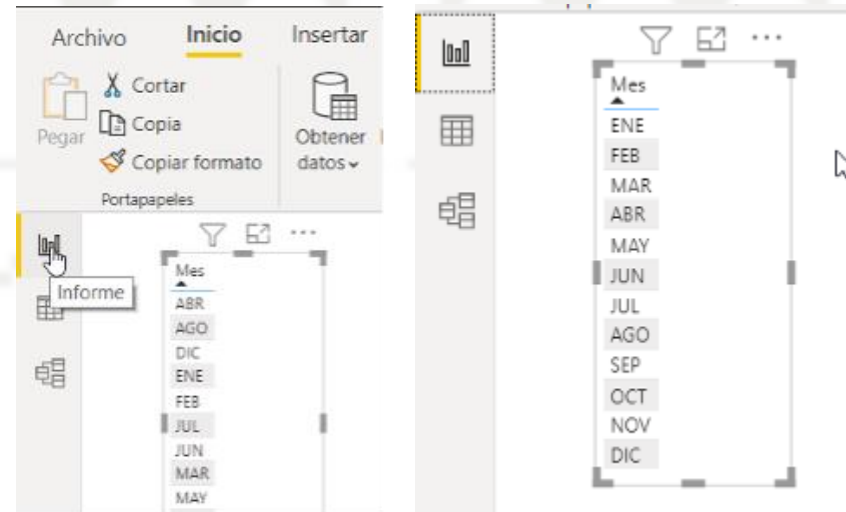 Archivo Inicio Insertar
Cortar
Copia
Pegar
Copiar formato
Obtener datos
Portapapeles
Informe
Mes
ABR
AGO
DIC
ENE
FEB
JUL
JUN
MAR
MAY
Mes
ENE
FEB
MAR
ABR
MAY
JUN
JUL
AGO
SEP
OCT
NOV
DIC